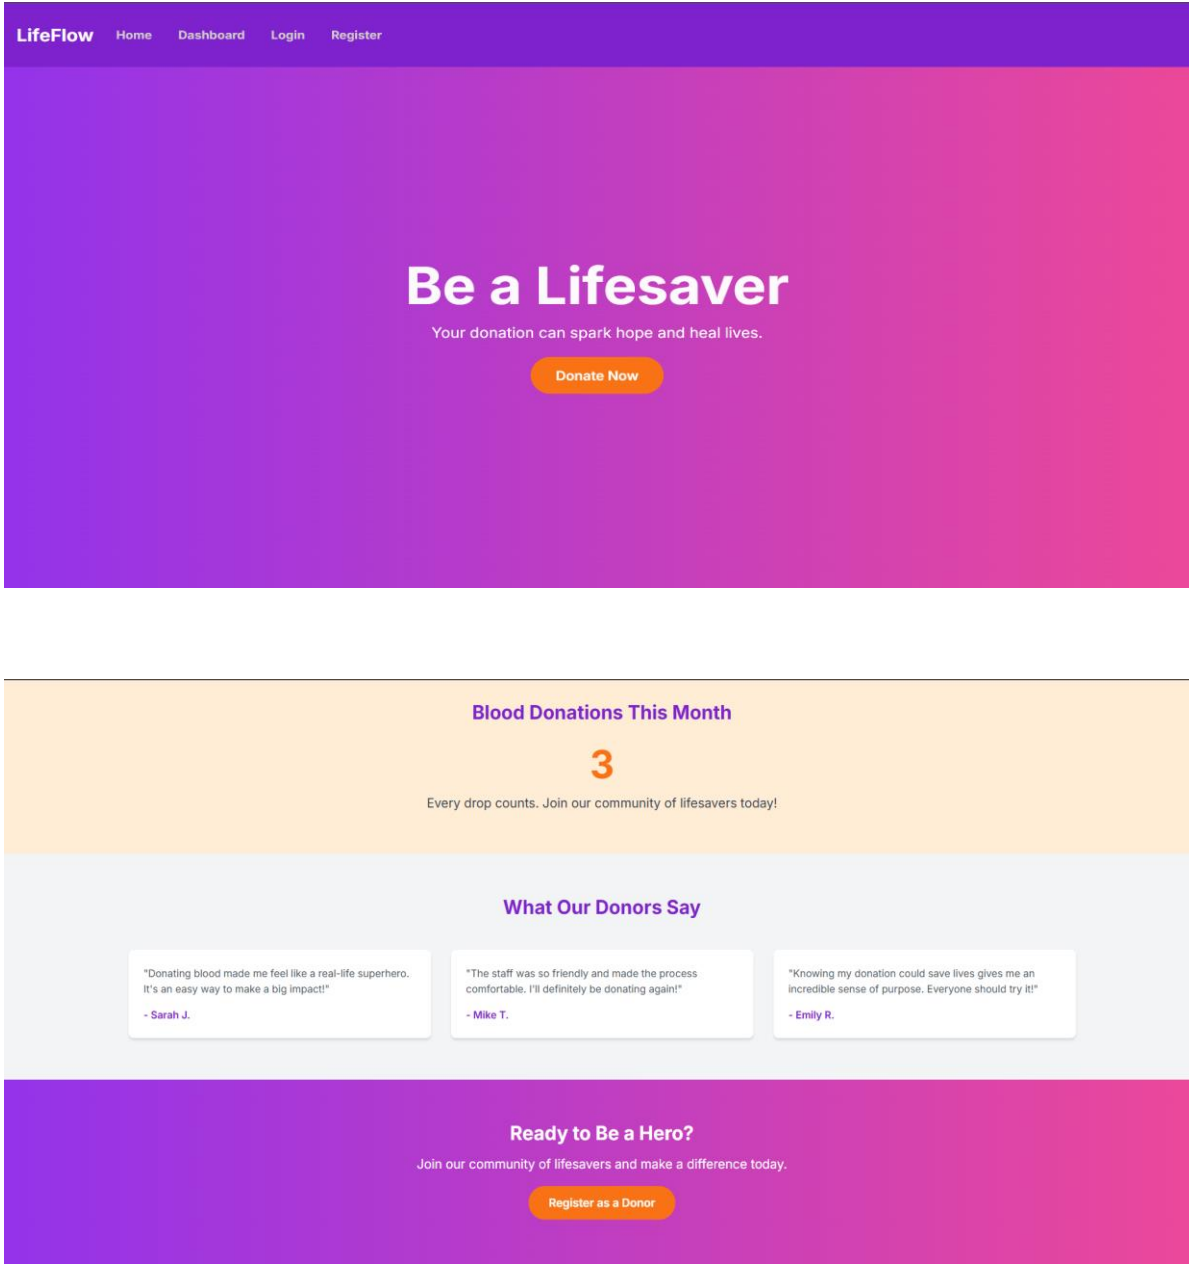 LifeFlow Home Dashboard Login Register
Be a Lifesaver
Your donation can spark hope and heal lives.
Donate Now
Blood Donations This Month
3
Every drop counts. Join our community of lifesavers today!
What Our Donors Say
"Donating blood made me feel like a real-life superhero.
It's an easy way to make a big impact!"
- Sarah J.
"The staff was so friendly and made the process
comfortable. I'll definitely be donating again!"
- Mike T.
"Knowing my donation could save lives gives me an
incredible sense of purpose. Everyone should try it!"
- Emily R.
Ready to Be a Hero?
Join our community of lifesavers and make a difference today.
Register as a Donor